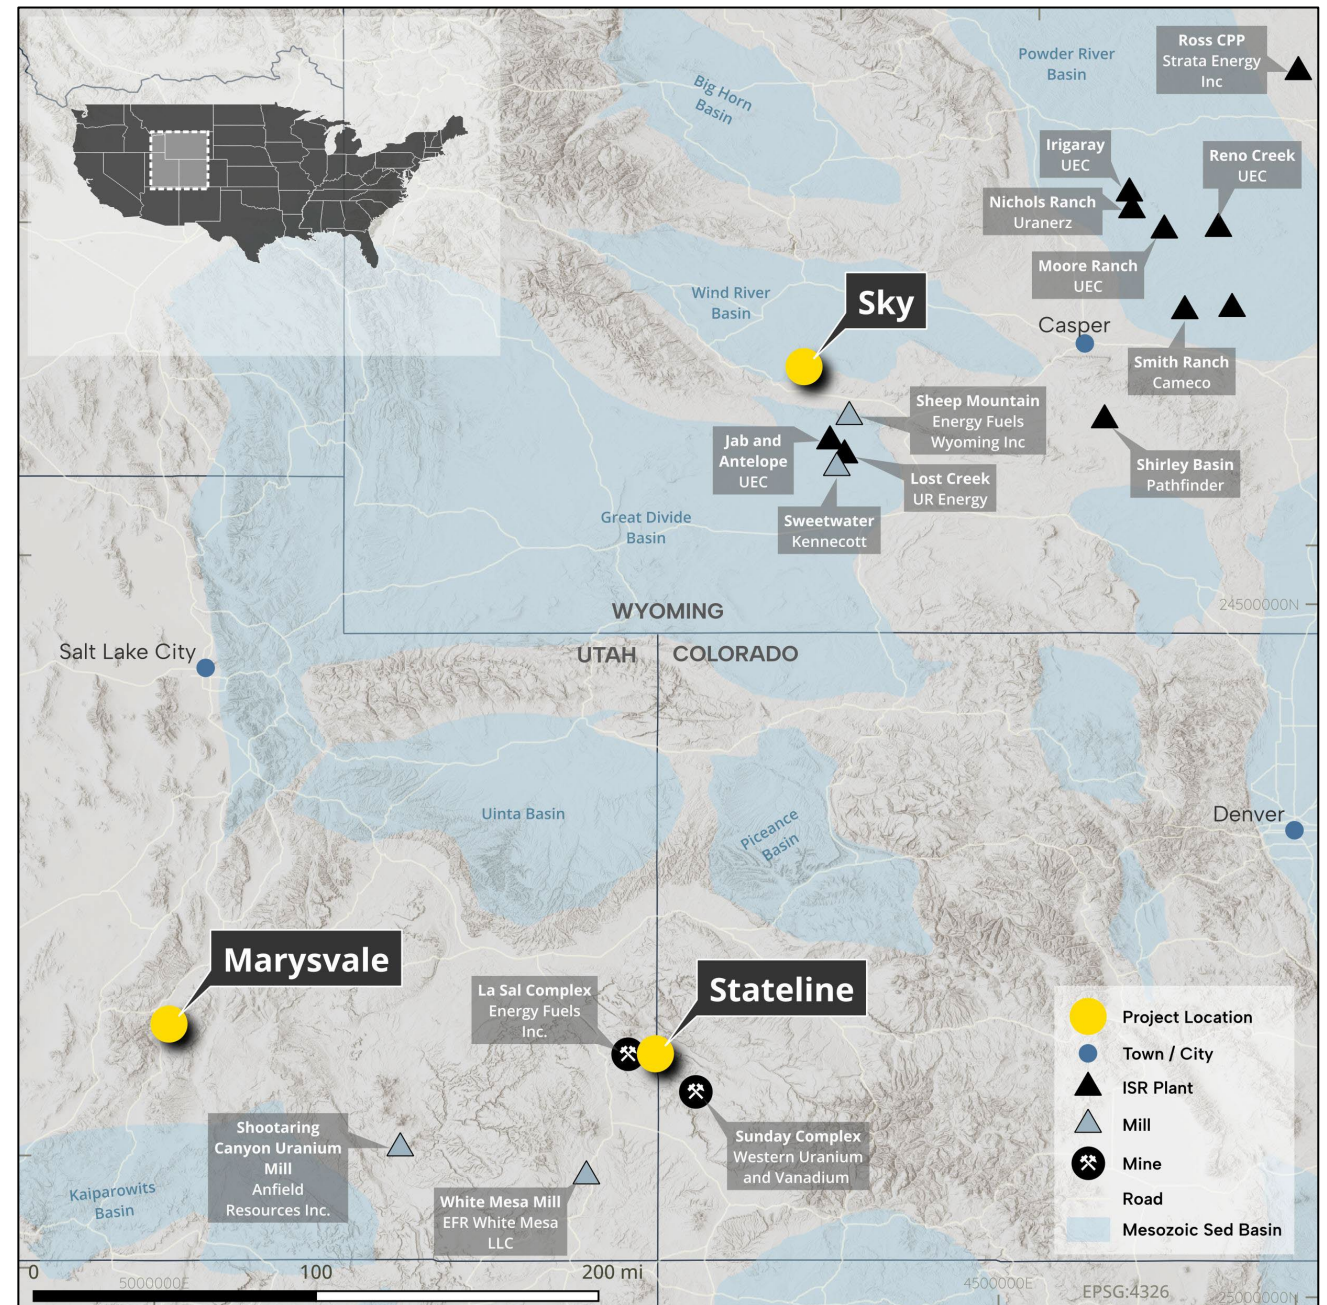 Powder River
Basin
Ross CPP
Strata Energy
Inc
Big Horn
Basin
Irigaray
UEC
Reno Creek
UEC
Nichols Ranch
Uranerz
Moore Ranch
UEC
Wind River
Basin
Sky
Casper
Smith Ranch
Cameco
Sheep Mountain
Energy Fuels
Wyoming Inc
Jab and
Antelope
UEC
Lost Creek
UR Energy
Shirley Basin
Pathfinder
Sweetwater
Kennecott
Great Divide
Basin
WYOMING
24500000N
UTAH
COLORADO
Salt Lake City
Uinta Basin
Piceance
Basin
Denver
Marysvale
La Sal Complex
Energy Fuels
Inc.
Stateline
Shootaring
Canyon Uranium
Mill
Anfield
Resources Inc.
Sunday Complex
Western Uranium
and Vanadium
Kaiparowits
Basin
White Mesa Mill
EFR White Mesa
LLC
Project Location
Town / City
ISR Plant
Mill
Mine
Road
Mesozoic Sed Basin
0
100
200 mi
5000000E
4500000E
EPSG:4326
25000000N